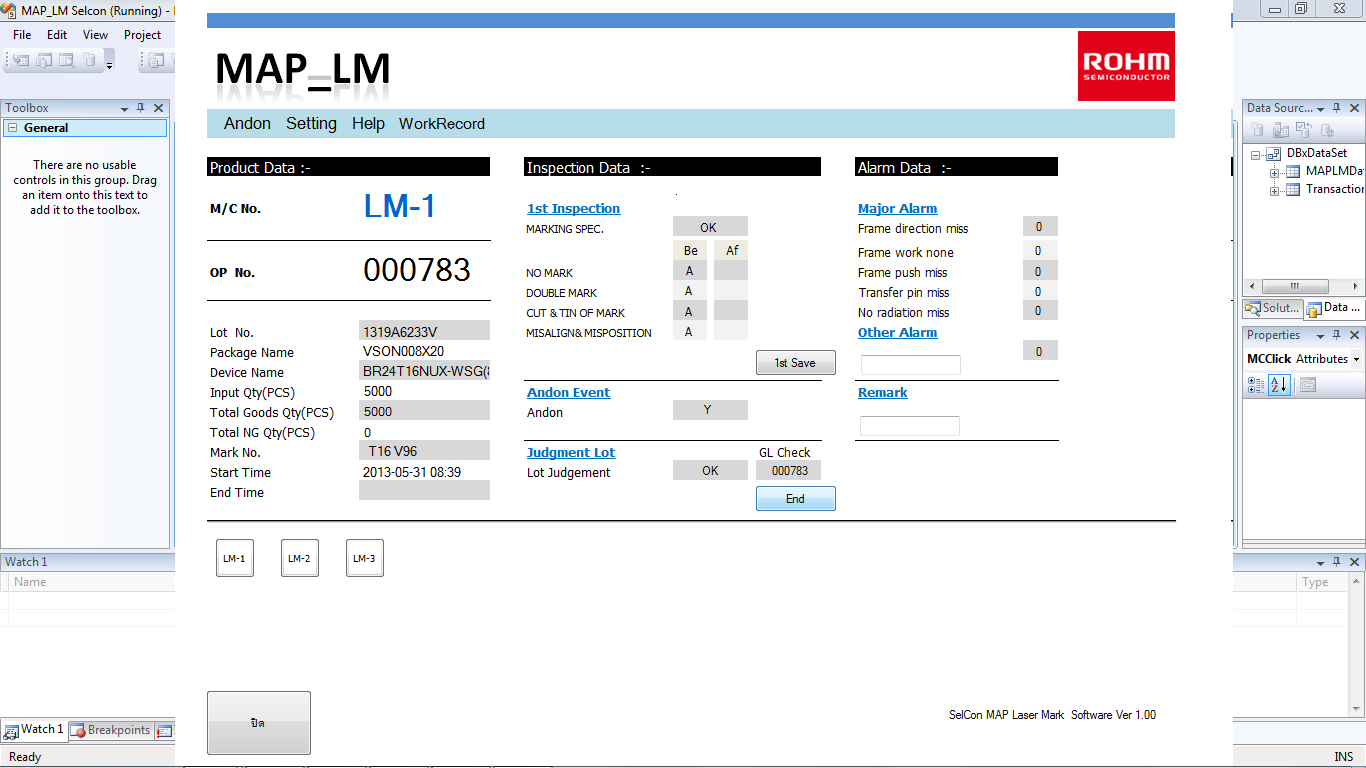 MAP_LM Selcon (Running) -
File Edit View Project
Toolbox
General
There are no usable
controls in this group. Drag
an item onto this text to
add it to the toolbox.
MAP_LM
ROHM
SEMICONDUCTOR
Andon Setting Help WorkRecord
Product Data :-
M/C No. LM-1
OP No. 000783
Lot No. 1319A6233V
Package Name VSON008X20
Device Name BR24T16NUX-WSG(
Input Qty(PCS) 5000
Total Goods Qty(PCS) 5000
Total NG Qty(PCS) 0
Mark No. T16 V96
Start Time 2013-05-31 08:39
End Time
Inspection Data :-
1st Inspection
MARKING SPEC. OK
Be Af
NO MARK A
DOUBLE MARK A
CUT & TIN OF MARK A
MISALIGN& MISPOSITION A
1st Save
Andon Event
Andon Y
Judgment Lot GL Check
Lot Judgement OK 000783
End
Alarm Data :-
Major Alarm
Frame direction miss 0
Frame work none 0
Frame push miss 0
Transfer pin miss 0
No radiation miss 0
Other Alarm
0
Remark
LM-1 LM-2 LM-3
ปิด
SelCon MAP Laser Mark Software Ver 1.00
Data Sourc...
DBxDataSet
MAPLMDa
Transaction
Solut... Data ...
Properties
MCClick Attributes
Watch 1
Name
Type
Watch 1 Breakpoints
Ready
INS